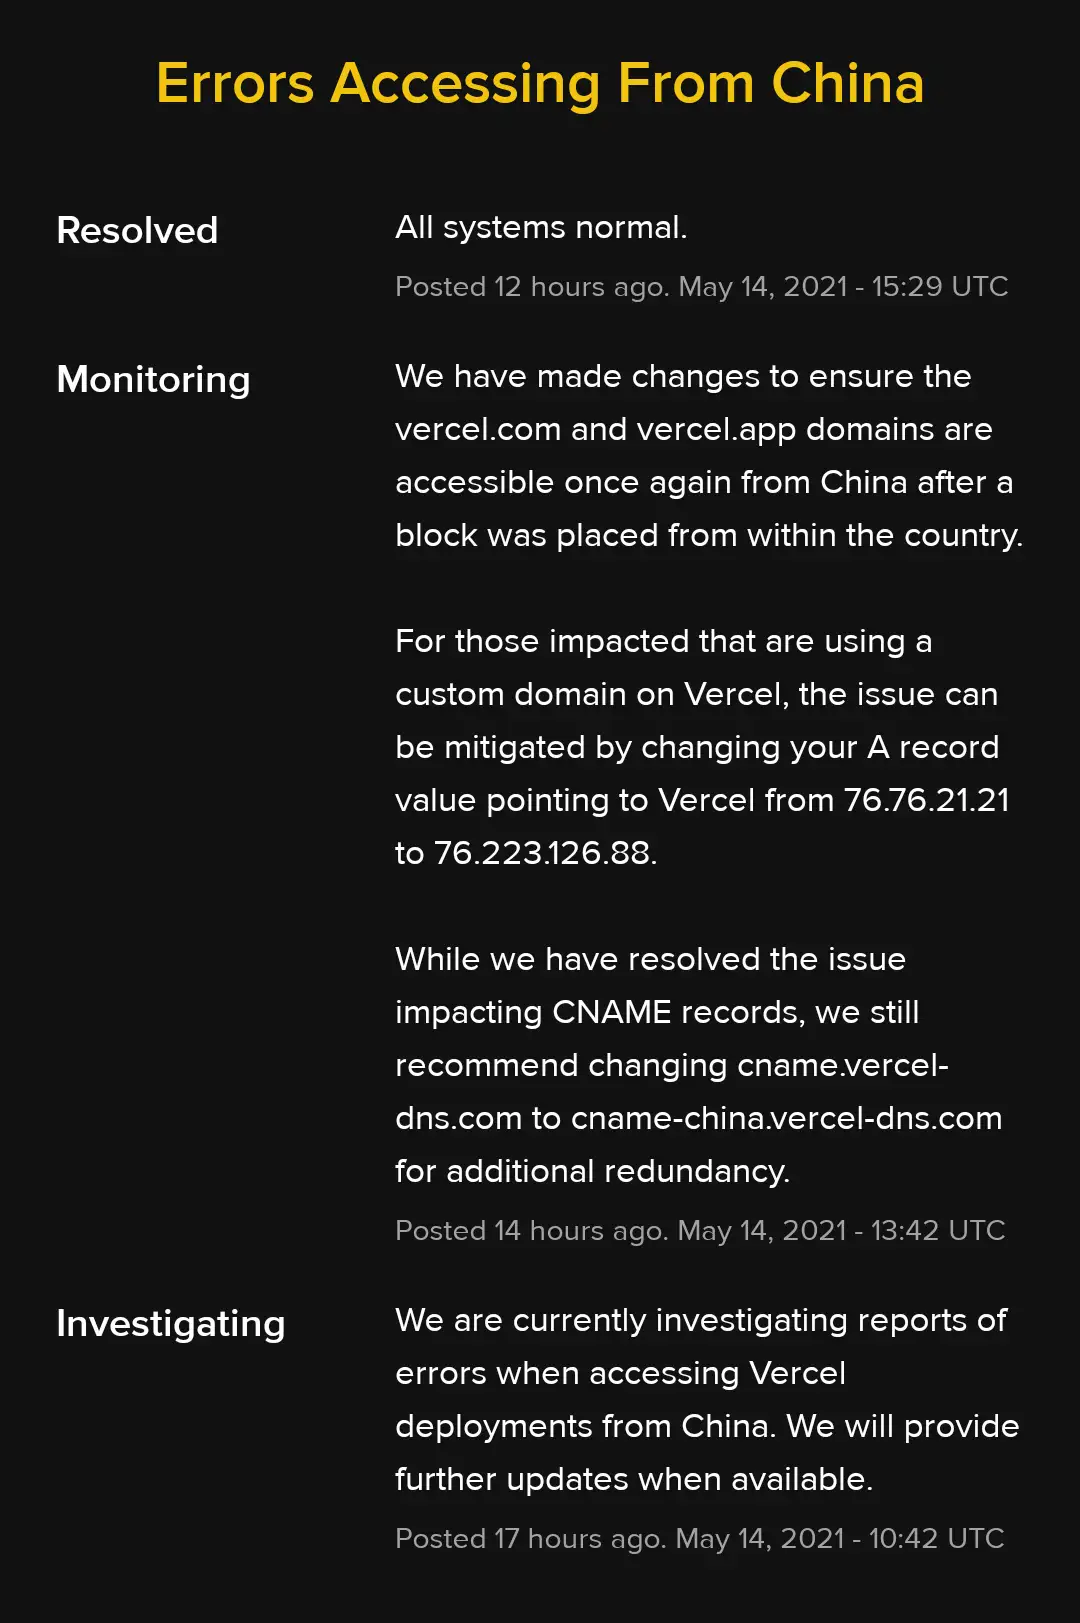 Errors Accessing From China
Resolved
All systems normal.
Posted 12 hours ago. May 14, 2021 - 15:29 UTC
Monitoring
We have made changes to ensure the
vercel.com and vercel.app domains are
accessible once again from China after a
block was placed from within the country.
For those impacted that are using a
custom domain on Vercel, the issue can
be mitigated by changing your A record
value pointing to Vercel from 76.76.21.21
to 76.223.126.88.
While we have resolved the issue
impacting CNAME records, we still
recommend changing cname.vercel-
dns.com to cname-china.vercel-dns.com
for additional redundancy.
Posted 14 hours ago. May 14, 2021 - 13:42 UTC
Investigating
We are currently investigating reports of
errors when accessing Vercel
deployments from China. We will provide
further updates when available.
Posted 17 hours ago. May 14, 2021 - 10:42 UTC